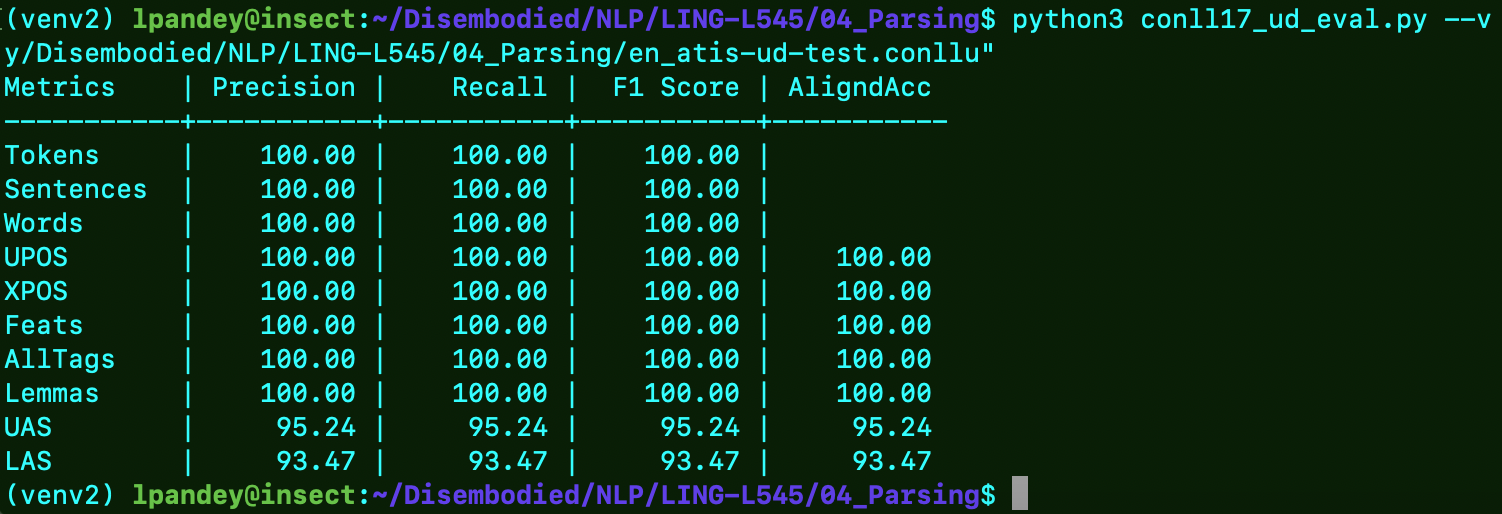 (venv2) lpandey@insect:~/Disembodied/NLP/LING-L545/04_Parsing$ python3 conll17_ud_eval.py --v
y/Disembodied/NLP/LING-L545/04_Parsing/en_atis-ud-test.conllu"
Metrics    | Precision |    Recall |  F1 Score | AligndAcc
-----------+-----------+-----------+-----------+-----------
Tokens     |    100.00 |    100.00 |    100.00 |
Sentences  |    100.00 |    100.00 |    100.00 |
Words      |    100.00 |    100.00 |    100.00 |
UPOS       |    100.00 |    100.00 |    100.00 |    100.00
XPOS       |    100.00 |    100.00 |    100.00 |    100.00
Feats      |    100.00 |    100.00 |    100.00 |    100.00
AllTags    |    100.00 |    100.00 |    100.00 |    100.00
Lemmas     |    100.00 |    100.00 |    100.00 |    100.00
UAS        |     95.24 |     95.24 |     95.24 |     95.24
LAS        |     93.47 |     93.47 |     93.47 |     93.47
(venv2) lpandey@insect:~/Disembodied/NLP/LING-L545/04_Parsing$